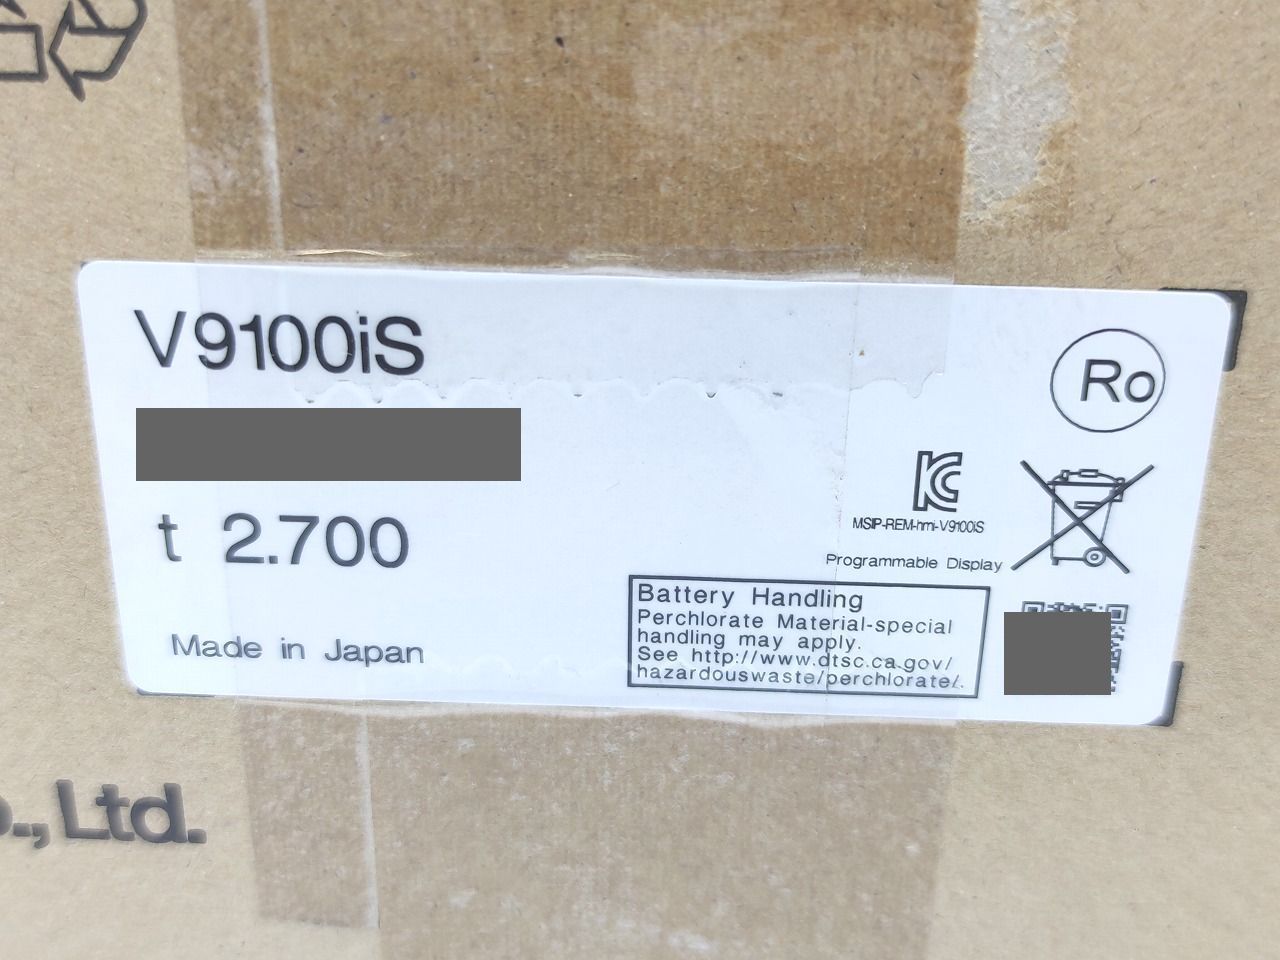 V9100iS
Ro
t 2.700
KC
MSIP-REM-hmi-V9100iS
Programmable Display
Made in Japan
Battery Handling
Perchlorate Material-special
handling may apply.
See http://www.dtsc.ca.gov/
hazardouswaste/perchlorate/.
., Ltd.